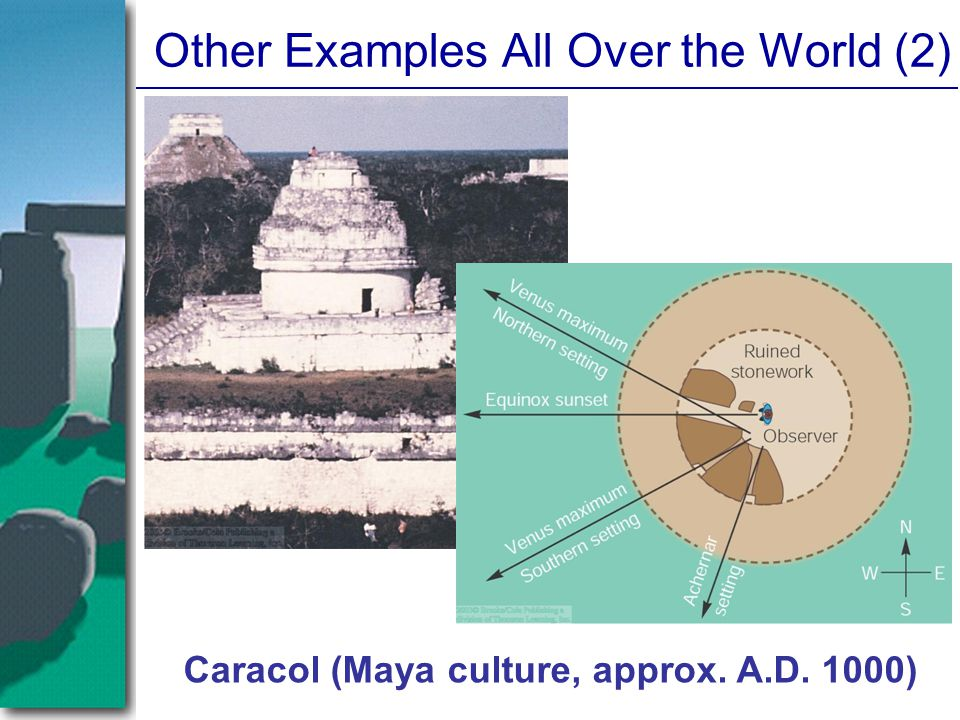 Other Examples All Over the World (2)
Venus maximum
Northern setting
Ruined
stonework
Equinox sunset
Observer
Venus maximum
Southern setting
Achernar
setting
N
W
E
S
Caracol (Maya culture, approx. A.D. 1000)